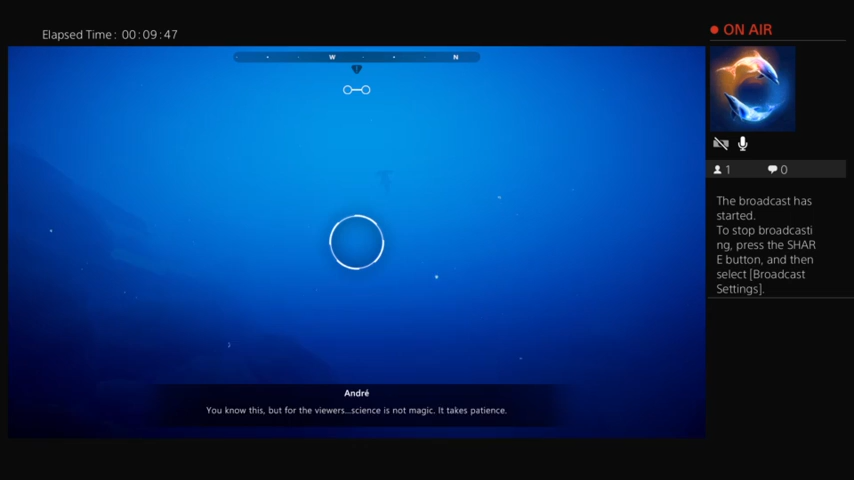 Elapsed Time: 00:09:47
ON AIR
W
N
1
0
The broadcast has
started.
To stop broadcasti
ng, press the SHAR
E button, and then
select [Broadcast
Settings].
André
You know this, but for the viewers...science is not magic. It takes patience.